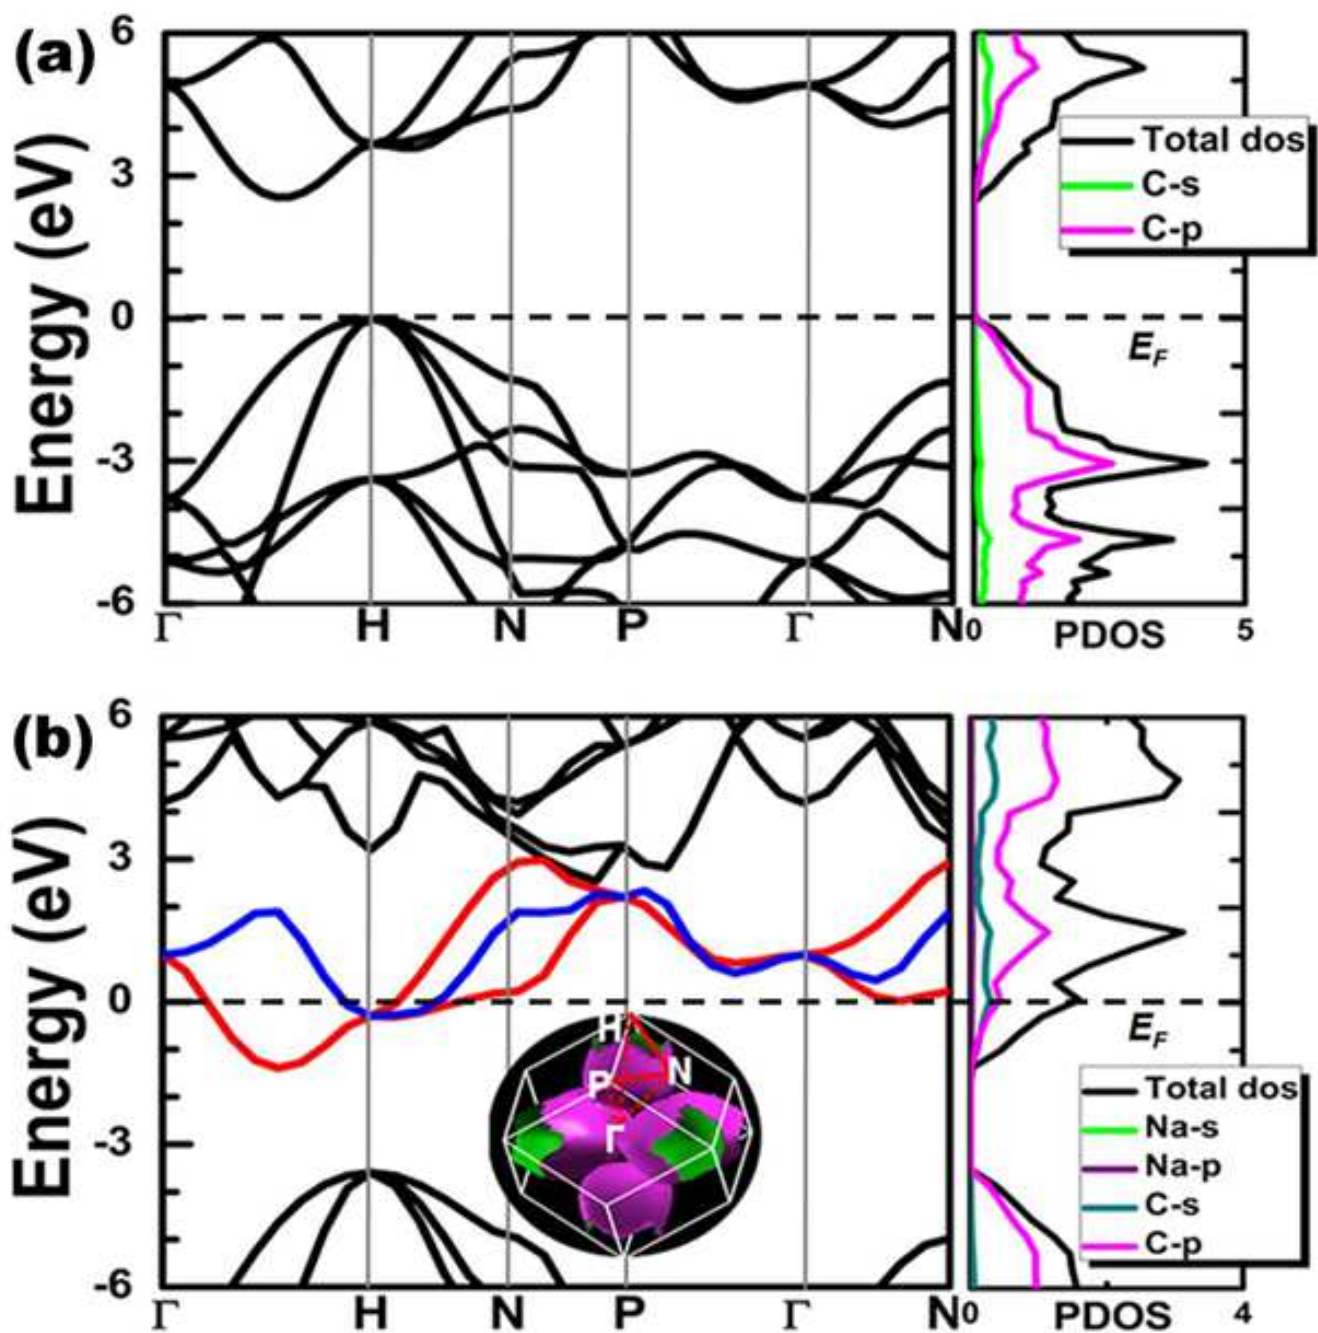 (a)
Energy (eV)
6
3
0
-3
-6
Γ H N P Γ N
Total dos
C-s
C-p
E_F
0 PDOS 5
(b)
Energy (eV)
6
3
0
-3
-6
Γ H N P Γ N
H
P N
Γ
E_F
Total dos
Na-s
Na-p
C-s
C-p
0 PDOS 4